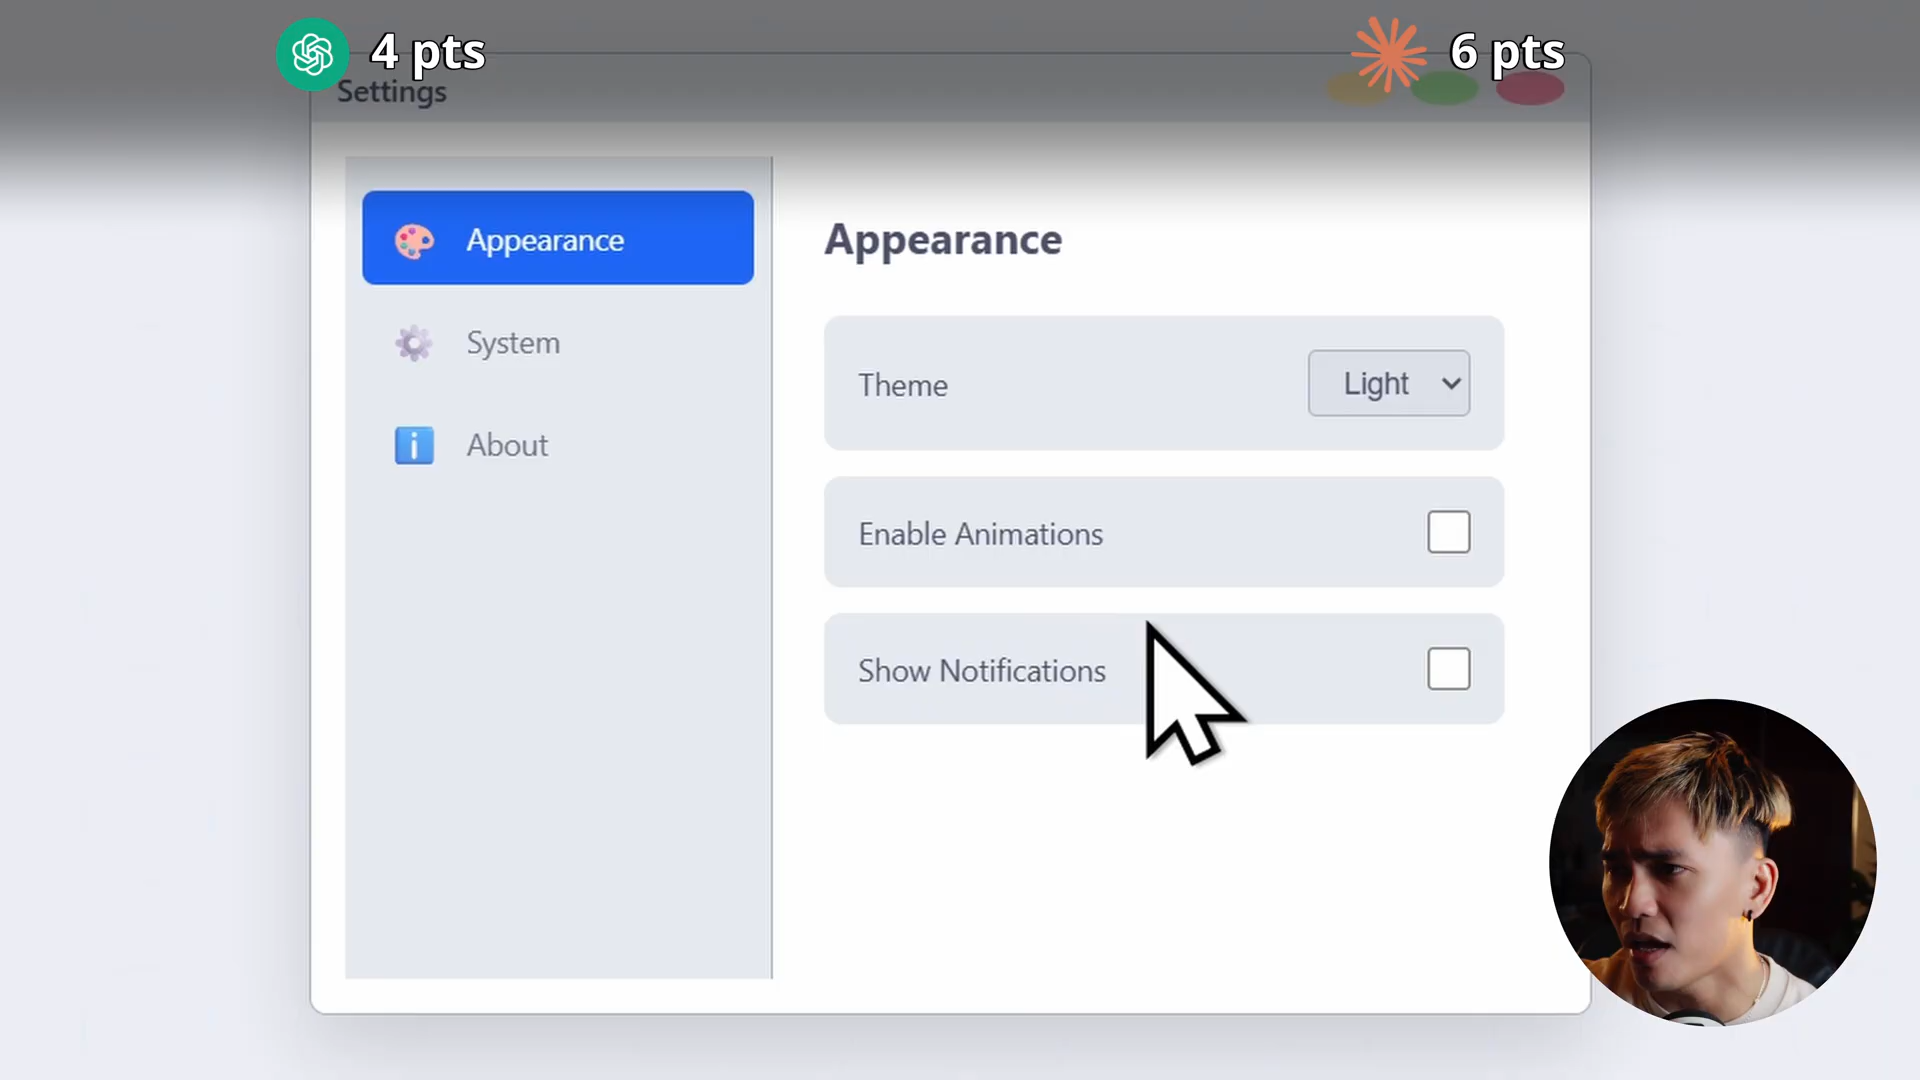 4 pts
6 pts
Settings
Appearance
System
About
Appearance
Theme
Light
Enable Animations
Show Notifications